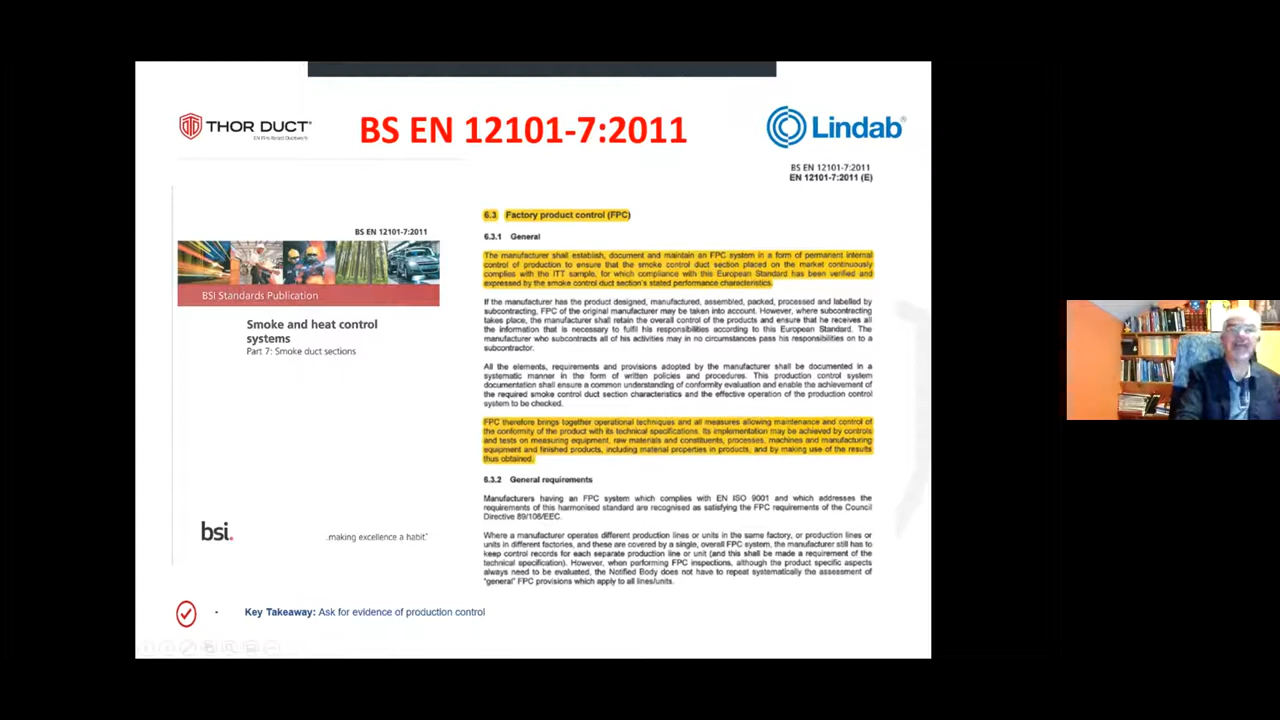 THOR DUCT
BS EN 12101-7:2011
Lindab
BS EN 12101-7:2011
EN 12101-7:2011 (E)
BS EN 12101-7:2011
BSI Standards Publication
Smoke and heat control
systems
Part 7: Smoke duct sections
bsi.
...making excellence a habit.™
6.3 Factory product control (FPC)
6.3.1 General
The manufacturer shall establish, document and maintain an FPC system in a form of permanent internal
control of production to ensure that the smoke control duct section placed on the market continuously
complies with the ITT sample, for which compliance with this European Standard has been verified and
expressed by the smoke control duct section's stated performance characteristics.
If the manufacturer has the product designed, manufactured, assembled, packed, processed and labelled by
subcontracting, FPC of the original manufacturer may be taken into account. However, where subcontracting
takes place, the manufacturer shall retain the overall control of the products and ensure that he receives all
the information that is necessary to fulfil his responsibilities according to this European Standard. The
manufacturer who subcontracts all of his activities may in no circumstances pass his responsibilities on to a
subcontractor.
All the elements, requirements and provisions adopted by the manufacturer shall be documented in a
systematic manner in the form of written policies and procedures. This production control system
documentation shall ensure a common understanding of conformity evaluation and enable the achievement of
the required smoke control duct section characteristics and the effective operation of the production control
system to be checked.
FPC therefore brings together operational techniques and all measures allowing maintenance and control of
the conformity of the product with its technical specifications. Its implementation may be achieved by controls
and tests on measuring equipment, raw materials and constituents, processes, machines and manufacturing
equipment and finished products, including material properties in products, and by making use of the results
thus obtained.
6.3.2 General requirements
Manufacturers having an FPC system which complies with EN ISO 9001 and which addresses the
requirements of this harmonised standard are recognised as satisfying the FPC requirements of the Council
Directive 89/106/EEC.
Where a manufacturer operates different production lines or units in the same factory, or production lines or
units in different factories, and these are covered by a single, overall FPC system, the manufacturer still has to
keep control records for each separate production line or unit (and this shall be made a requirement of the
technical specification). However, when performing FPC inspections, although the product specific aspects
always need to be evaluated, the Notified Body does not have to repeat systematically the assessment of
"general" FPC provisions which apply to all lines/units.
- Key Takeaway: Ask for evidence of production control